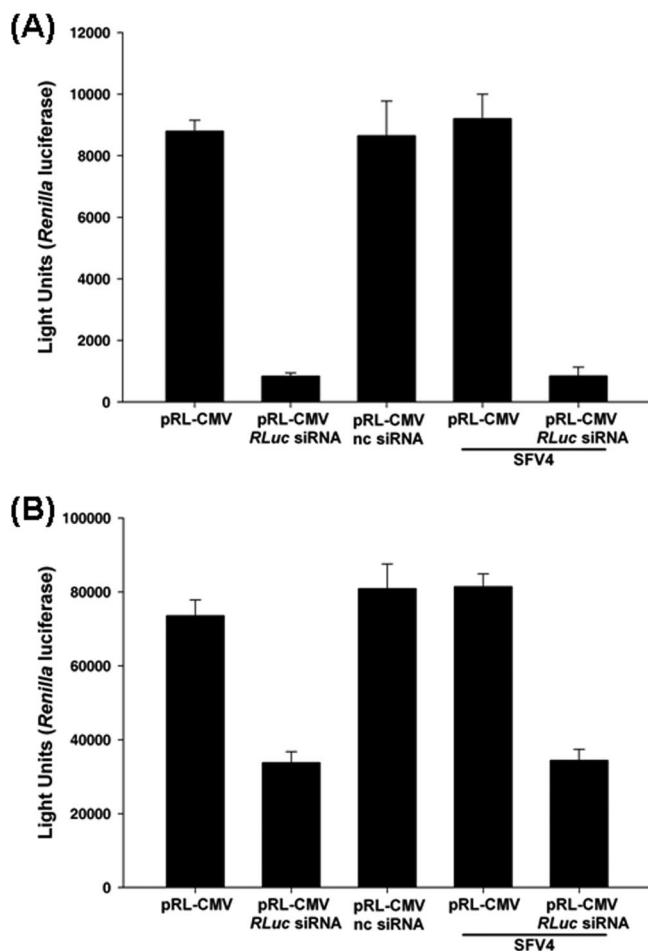 (A)
12000
10000
8000
6000
4000
2000
0
Light Units (Renilla luciferase)
pRL-CMV
pRL-CMV
RLuc siRNA
pRL-CMV
nc siRNA
pRL-CMV
pRL-CMV
RLuc siRNA
SFV4
(B)
100000
80000
60000
40000
20000
0
Light Units (Renilla luciferase)
pRL-CMV
pRL-CMV
RLuc siRNA
pRL-CMV
nc siRNA
pRL-CMV
pRL-CMV
RLuc siRNA
SFV4